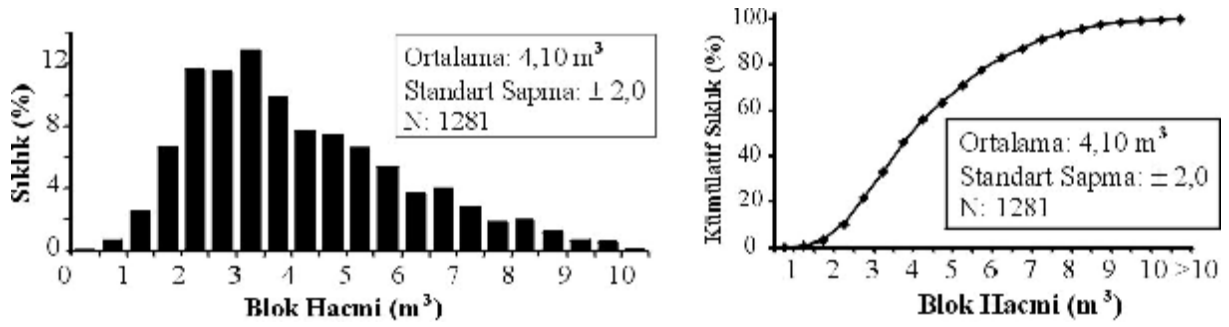 12
8
4
0
Sıklık (%)
Ortalama: 4,10 m³
Standart Sapma: ± 2,0
N: 1281
0 1 2 3 4 5 6 7 8 9 10
Blok Hacmi (m³)
100
80
60
40
20
0
Kümülatif Sıklık (%)
Ortalama: 4,10 m³
Standart Sapma: ± 2,0
N: 1281
1 2 3 4 5 6 7 8 9 10 >10
Blok Hacmi (m³)